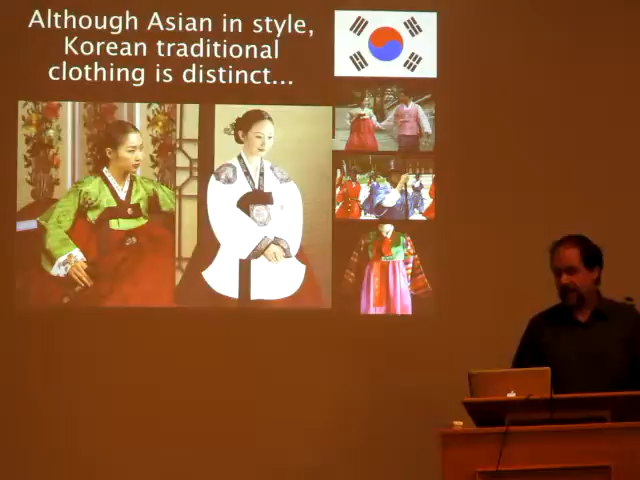 Although Asian in style,
Korean traditional
clothing is distinct...